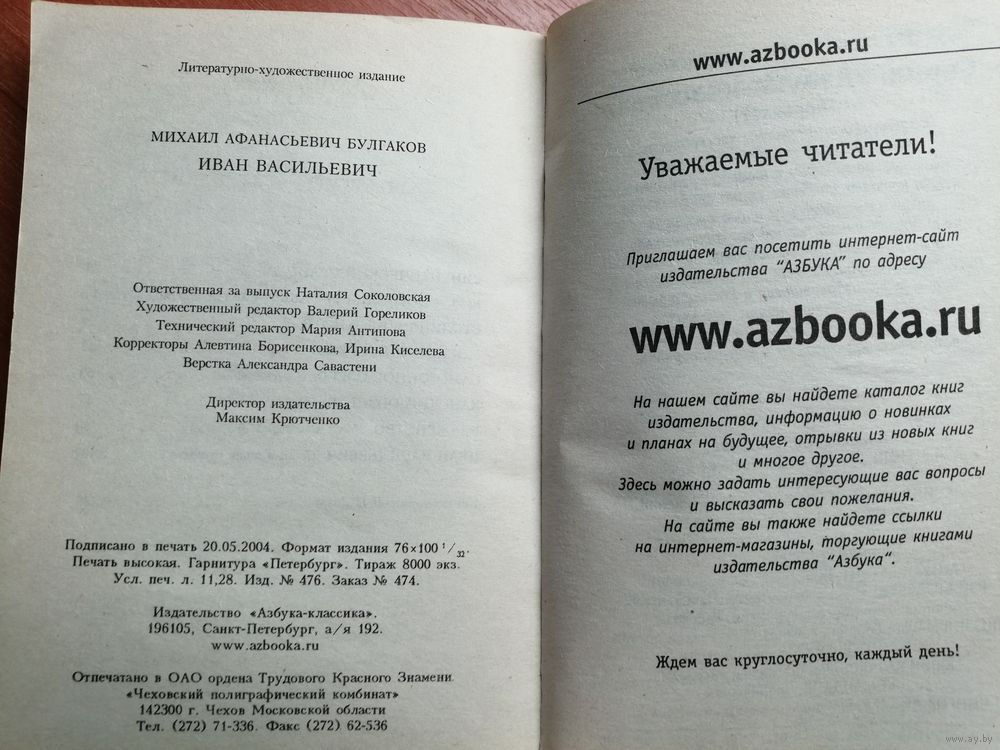 Литературно-художественное издание
МИХАИЛ АФАНАСЬЕВИЧ БУЛГАКОВ
ИВАН ВАСИЛЬЕВИЧ
Ответственная за выпуск Наталия Соколовская
Художественный редактор Валерий Гореликов
Технический редактор Мария Антипова
Корректоры Алевтина Борисенкова, Ирина Киселева
Верстка Александра Савастени
Директор издательства
Максим Крютченко
Подписано в печать 20.05.2004. Формат издания 76×100 1/32.
Печать высокая. Гарнитура «Петербург». Тираж 8000 экз.
Усл. печ. л. 11,28. Изд. № 476. Заказ № 474.
Издательство «Азбука-классика».
196105, Санкт-Петербург, а/я 192.
www.azbooka.ru
Отпечатано в ОАО ордена Трудового Красного Знамени
«Чеховский полиграфический комбинат»
142300 г. Чехов Московской области
Тел. (272) 71-336. Факс (272) 62-536
www.azbooka.ru
Уважаемые читатели!
Приглашаем вас посетить интернет-сайт
издательства "АЗБУКА" по адресу
www.azbooka.ru
На нашем сайте вы найдете каталог книг
издательства, информацию о новинках
и планах на будущее, отрывки из новых книг
и многое другое.
Здесь можно задать интересующие вас вопросы
и высказать свои пожелания.
На сайте вы также найдете ссылки
на интернет-магазины, торгующие книгами
издательства "Азбука".
Ждем вас круглосуточно, каждый день!
www.ay.by